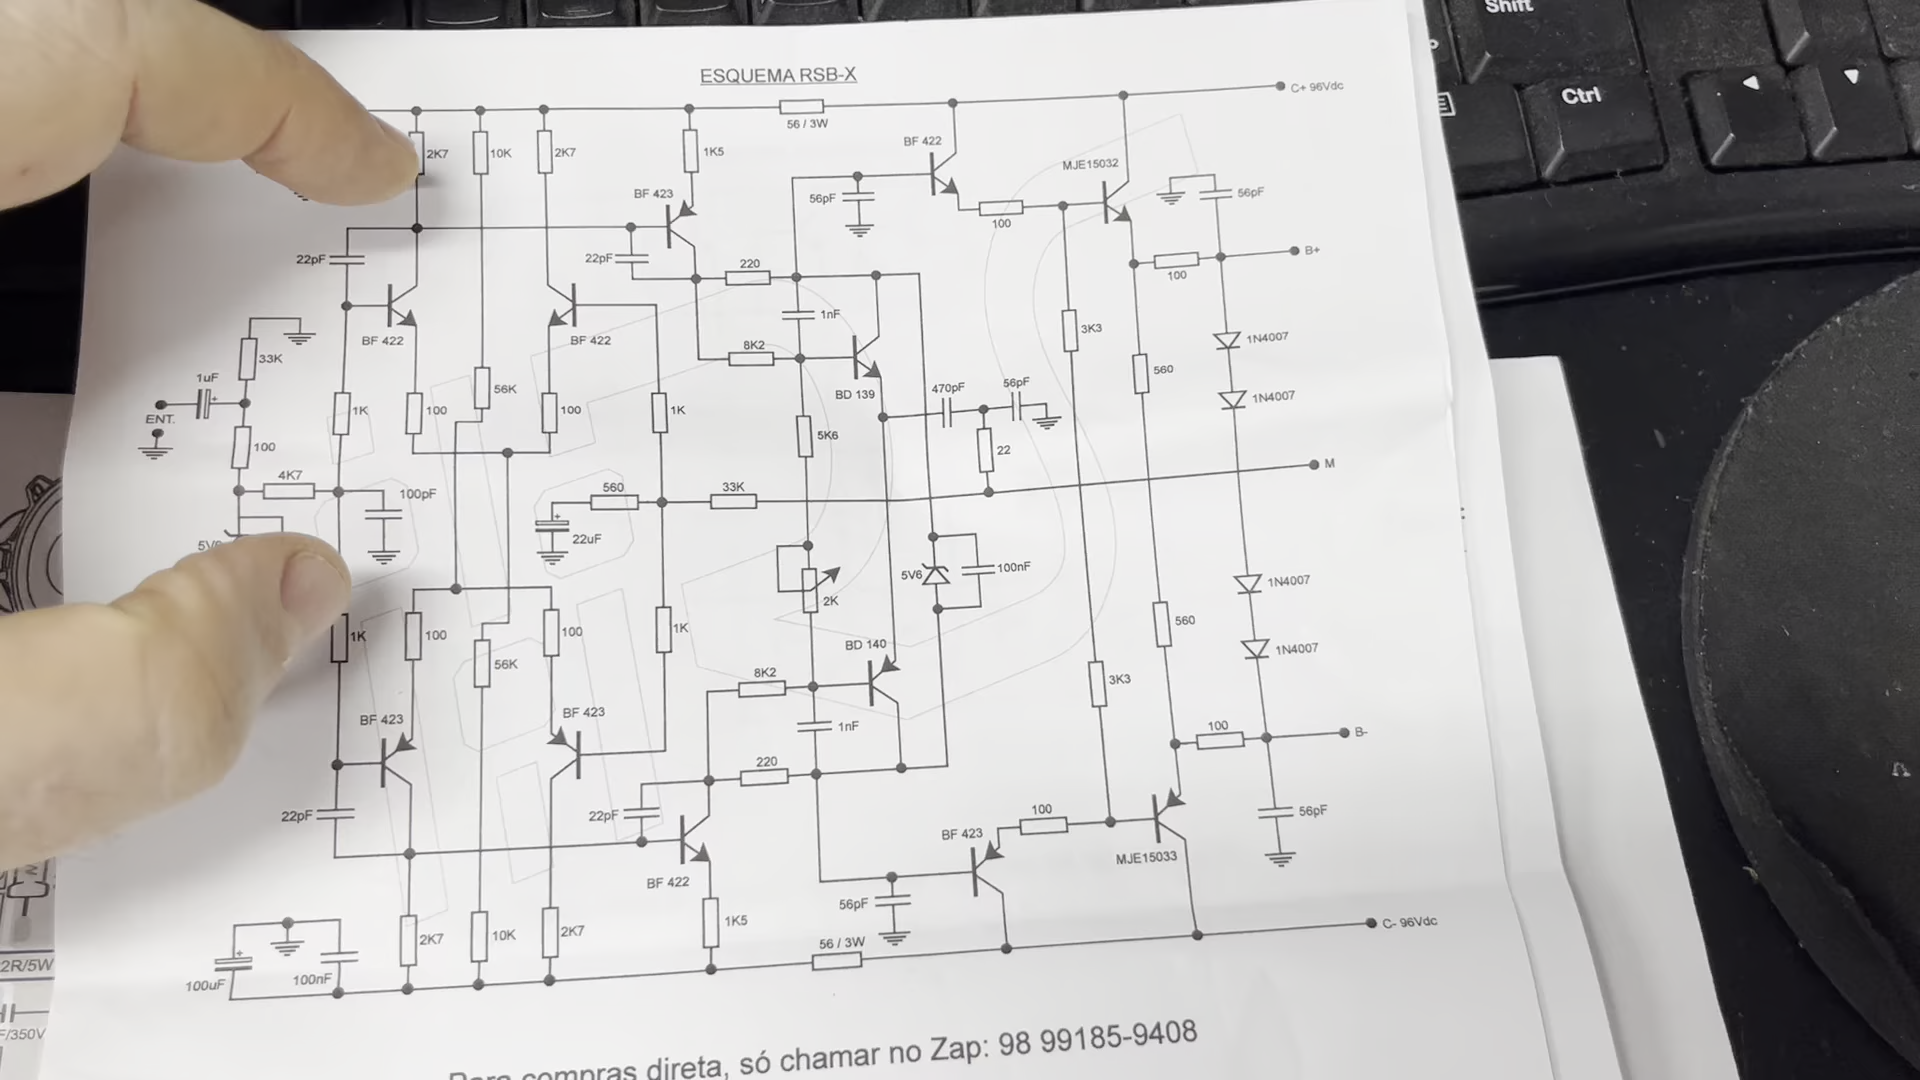 Shift
Ctrl
ESQUEMA RSB-X
C+ 96Vdc
56 / 3W
2K7
10K
2K7
1K5
BF 422
MJE15032
BF 423
56pF
100
56pF
22pF
22pF
220
100
B+
1nF
BF 422
BF 422
8K2
3K3
1N4007
33K
1uF
56K
BD 139
470pF
56pF
560
1N4007
ENT.
1K
100
100
1K
5K6
22
100
4K7
100pF
560
33K
M
5V6
22uF
5V6
100nF
1N4007
2K
1K
100
100
1K
560
56K
BD 140
1N4007
8K2
3K3
BF 423
BF 423
1nF
100
B-
220
22pF
22pF
100
56pF
BF 423
MJE15033
BF 422
56pF
1K5
C- 96Vdc
2K7
10K
2K7
56 / 3W
100uF
100nF
2R/5W
F/350V
Para compras direta, só chamar no Zap: 98 99185-9408